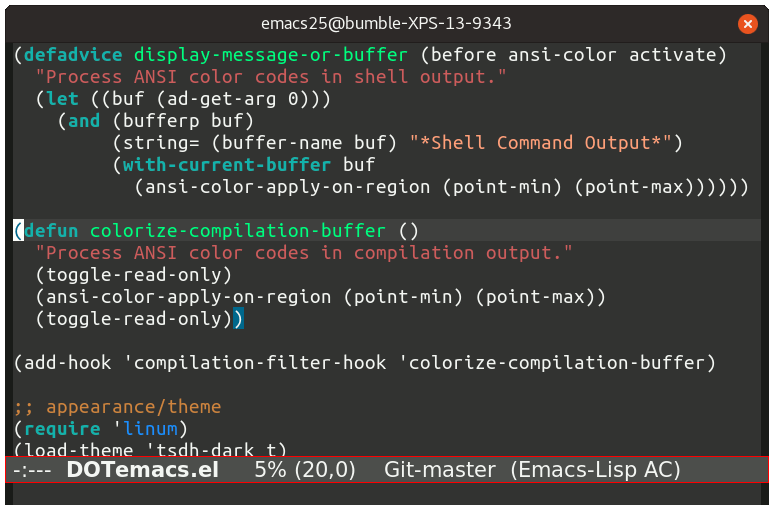 emacs25@bumble-XPS-13-9343
(defadvice display-message-or-buffer (before ansi-color activate)
  "Process ANSI color codes in shell output."
  (let ((buf (ad-get-arg 0)))
    (and (bufferp buf)
         (string= (buffer-name buf) "*Shell Command Output*")
         (with-current-buffer buf
           (ansi-color-apply-on-region (point-min) (point-max))))))
(defun colorize-compilation-buffer ()
  "Process ANSI color codes in compilation output."
  (toggle-read-only)
  (ansi-color-apply-on-region (point-min) (point-max))
  (toggle-read-only))
(add-hook 'compilation-filter-hook 'colorize-compilation-buffer)
;; appearance/theme
(require 'linum)
(load-theme 'tsdh-dark t)
-:---  DOTemacs.el     5% (20,0)    Git-master  (Emacs-Lisp AC)